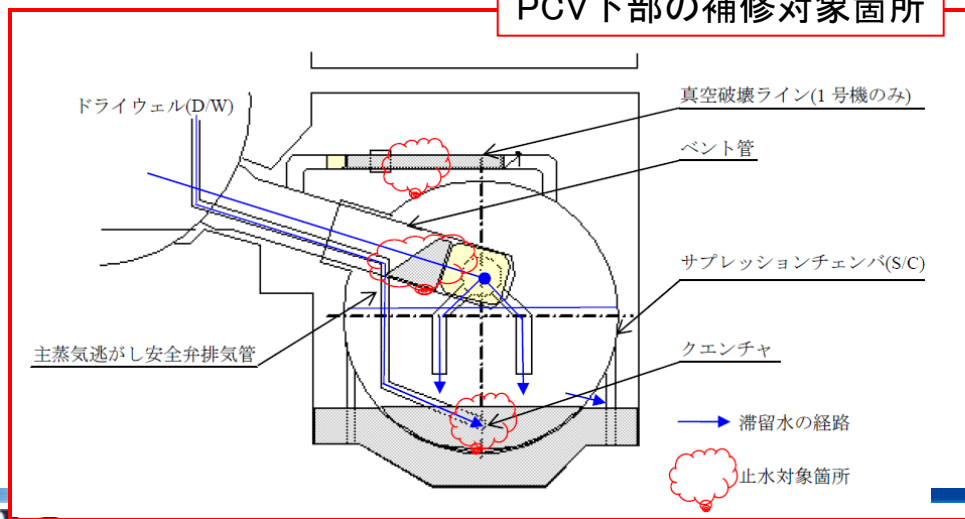 PCV下部の補修対象箇所
ドライウェル(D/W)
真空破壊ライン(1号機のみ)
ベント管
サプレッションチェンバ(S/C)
主蒸気逃がし安全弁排気管
クエンチャ
滞留水の経路
止水対象箇所